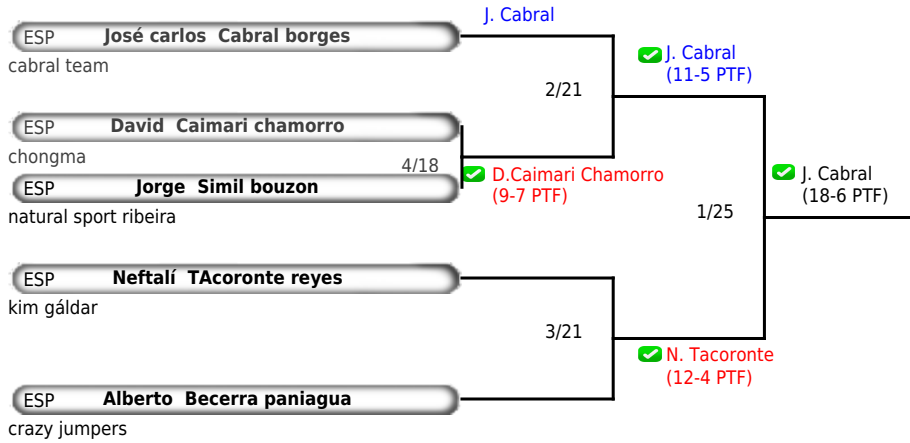 J. Cabral
ESP José carlos Cabral borges
cabral team
J. Cabral
(11-5 PTF)
2/21
ESP David Caimari chamorro
chongma
4/18
D.Caimari Chamorro
(9-7 PTF)
ESP Jorge Simil bouzon
natural sport ribeira
J. Cabral
(18-6 PTF)
1/25
ESP Neftalí TAcoronte reyes
kim gáldar
3/21
N. Tacoronte
(12-4 PTF)
ESP Alberto Becerra paniagua
crazy jumpers